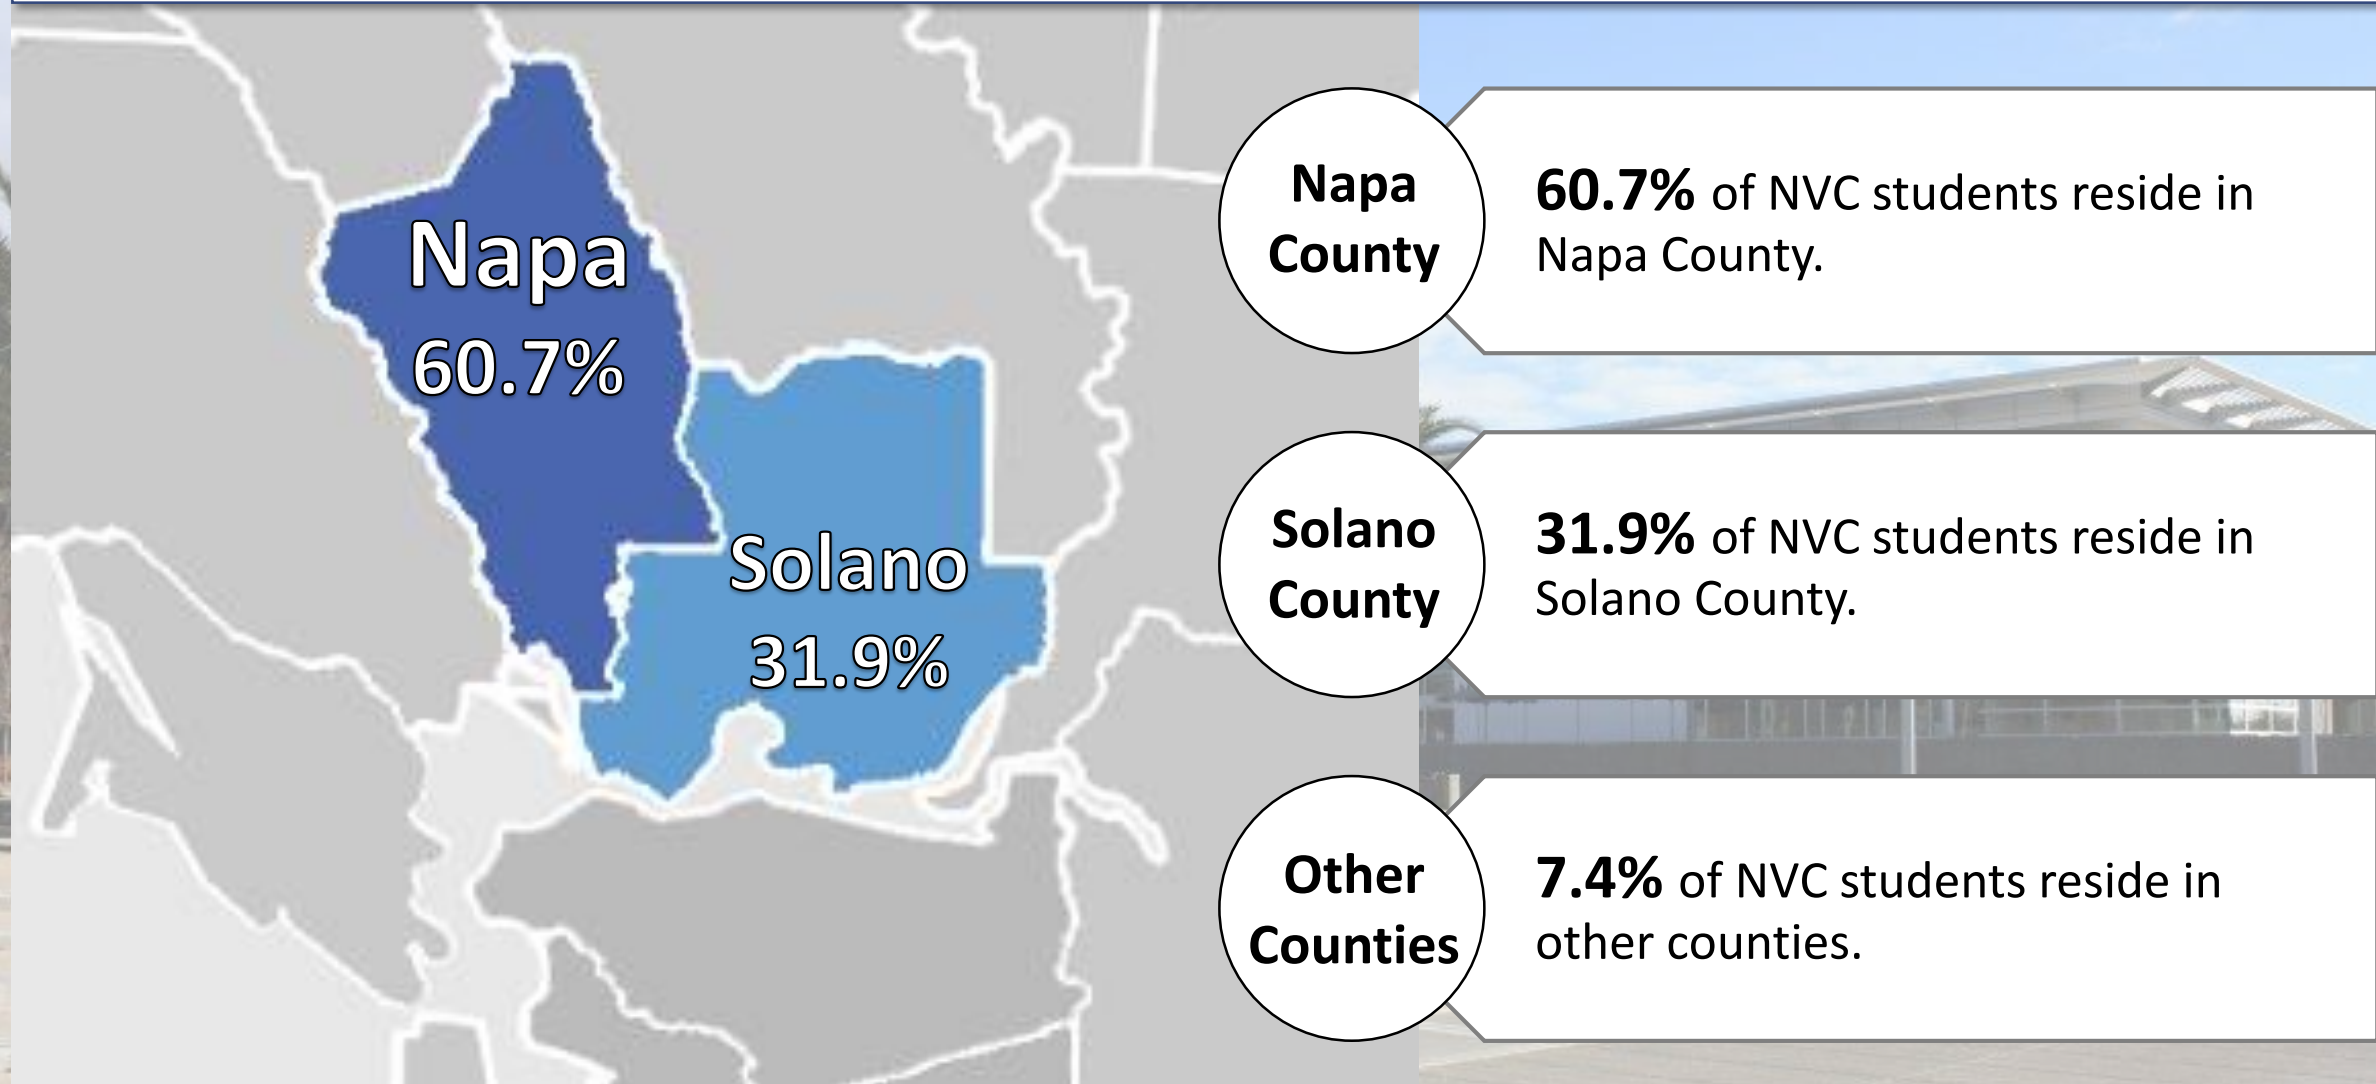 Napa
60.7%
Solano
31.9%
Napa
County
60.7% of NVC students reside in
Napa County.
Solano
County
31.9% of NVC students reside in
Solano County.
Other
Counties
7.4% of NVC students reside in
other counties.